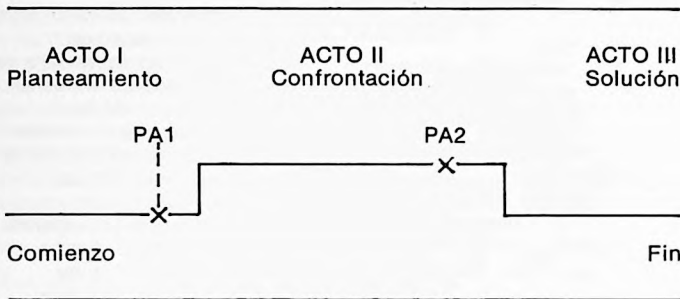 ACTO I
Planteamiento
ACTO II
Confrontación
ACTO III
Solución
PA1
PA2
Comienzo
Fin